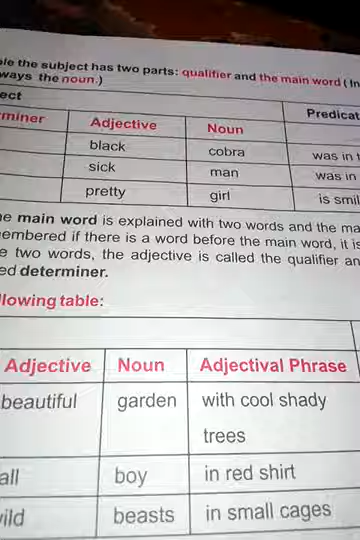 ple the subject has two parts: qualifier and the main word ( In
ways the noun.)
ect
rminer Adjective Noun Predicat
black cobra was in t
sick man was in
pretty girl is smil
he main word is explained with two words and the ma
embered if there is a word before the main word, it is
e two words, the adjective is called the qualifier an
ed determiner.
llowing table:
Adjective Noun Adjectival Phrase
beautiful garden with cool shady
trees
all boy in red shirt
vild beasts in small cages